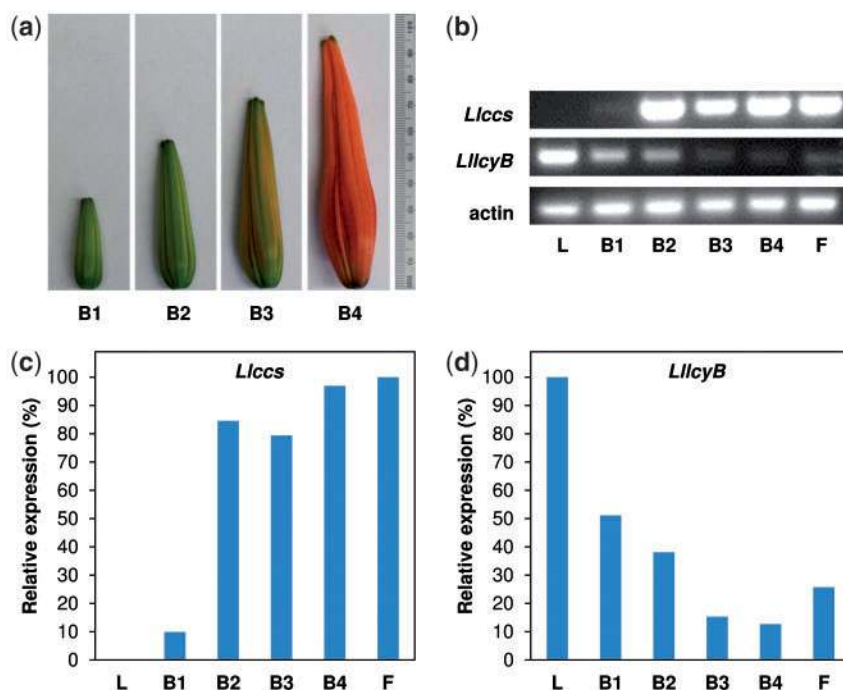 (a)
B1 B2 B3 B4
(b)
Llccs
LllcyB
actin
L B1 B2 B3 B4 F
(c)
Llccs
Relative expression (%)
100
90
80
70
60
50
40
30
20
10
0
L B1 B2 B3 B4 F
(d)
LllcyB
Relative expression (%)
100
90
80
70
60
50
40
30
20
10
0
L B1 B2 B3 B4 F